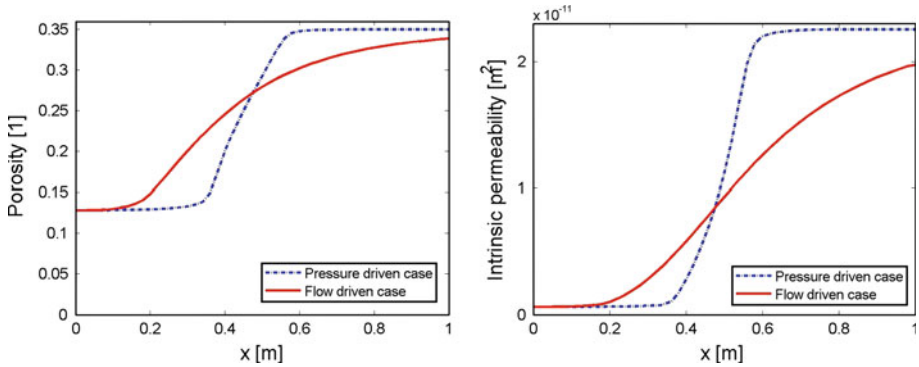 0.35
0.3
0.25
0.2
0.15
0.1
0.05
0
Porosity [1]
Pressure driven case
Flow driven case
0 0.2 0.4 0.6 0.8 1
x [m]
x 10⁻¹¹
2
1
0
Intrinsic permeability [m²]
Pressure driven case
Flow driven case
0 0.2 0.4 0.6 0.8 1
x [m]